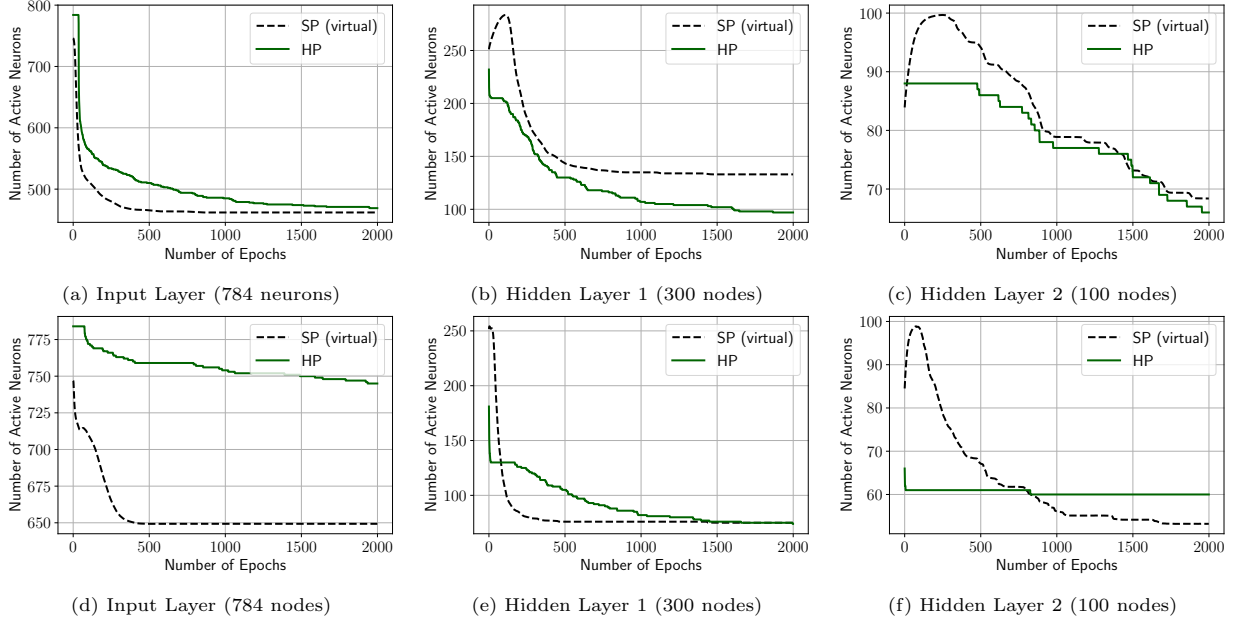 800
700
600
500
0 500 1000 1500 2000
Number of Active Neurons
Number of Epochs
SP (virtual)
HP
(a) Input Layer (784 neurons)
250
200
150
100
0 500 1000 1500 2000
Number of Active Neurons
Number of Epochs
SP (virtual)
HP
(b) Hidden Layer 1 (300 nodes)
100
90
80
70
0 500 1000 1500 2000
Number of Active Neurons
Number of Epochs
SP (virtual)
HP
(c) Hidden Layer 2 (100 nodes)
775
750
725
700
675
650
0 500 1000 1500 2000
Number of Active Neurons
Number of Epochs
SP (virtual)
HP
(d) Input Layer (784 nodes)
250
200
150
100
0 500 1000 1500 2000
Number of Active Neurons
Number of Epochs
SP (virtual)
HP
(e) Hidden Layer 1 (300 nodes)
100
90
80
70
60
0 500 1000 1500 2000
Number of Active Neurons
Number of Epochs
SP (virtual)
HP
(f) Hidden Layer 2 (100 nodes)